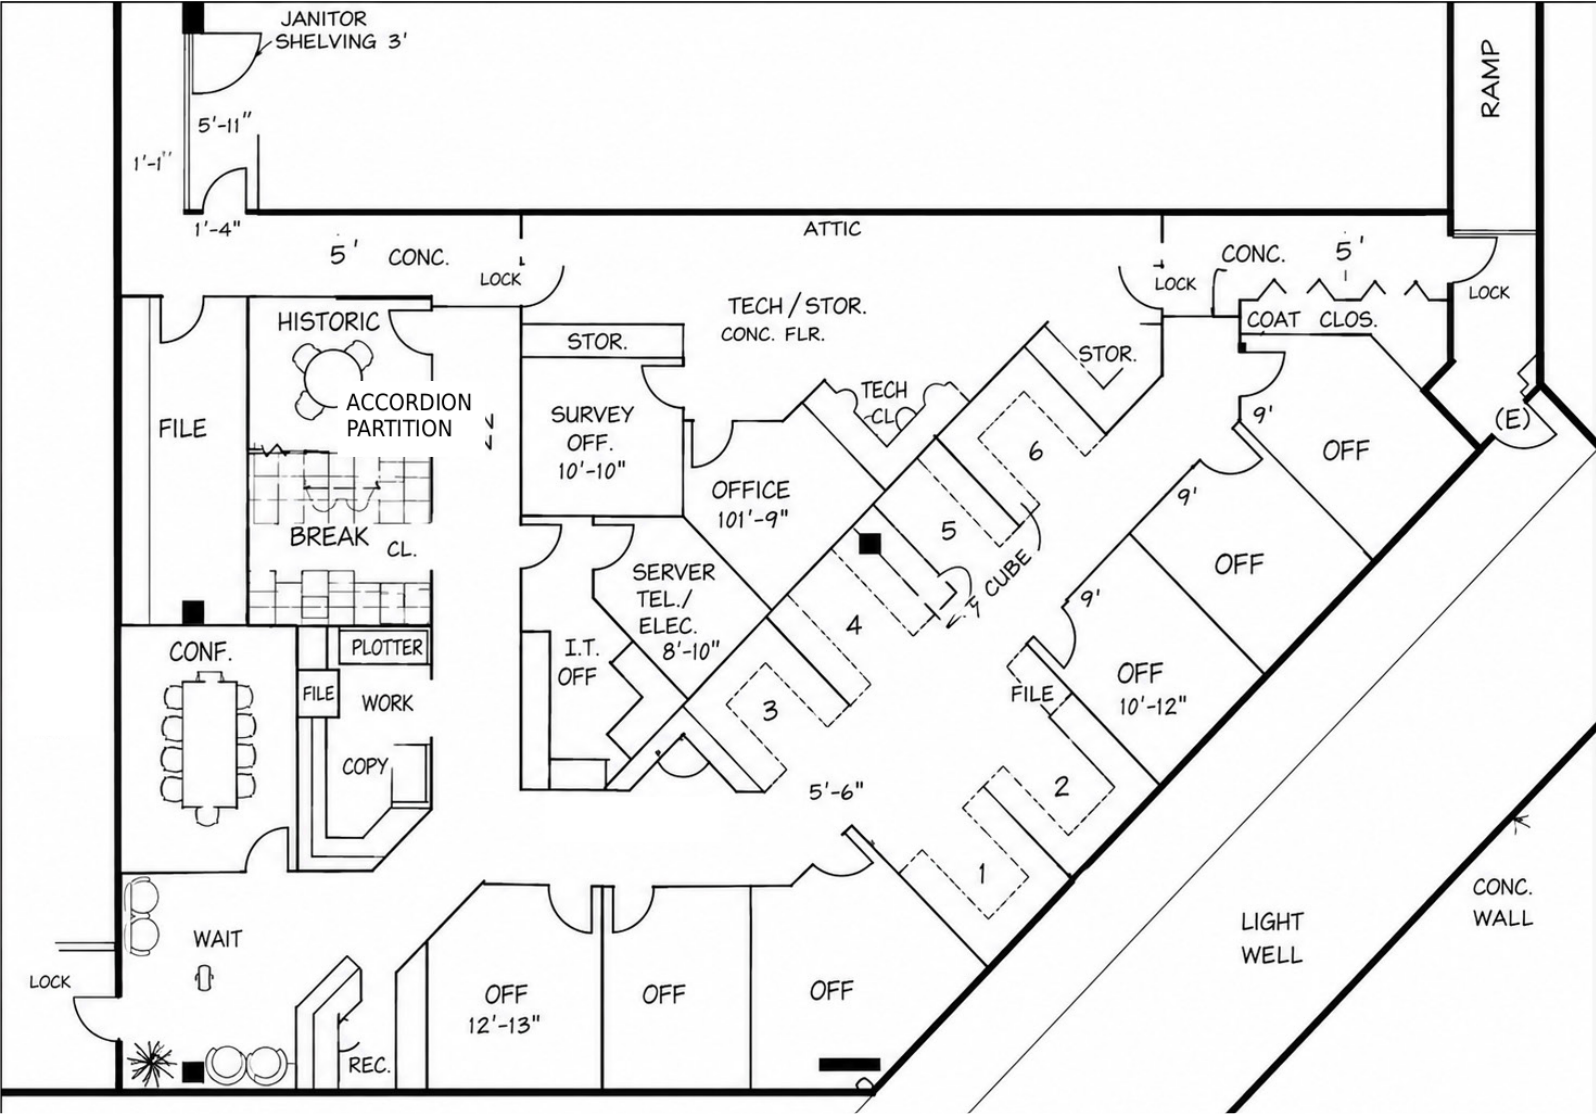 JANITOR
SHELVING 3'
RAMP
5'-11"
1'-1"
1'-4"
ATTIC
5' CONC.
LOCK
CONC. 5'
LOCK
LOCK
TECH/STOR.
CONC. FLR.
COAT CLOS.
HISTORIC
STOR.
STOR.
ACCORDION
PARTITION
FILE
SURVEY
OFF.
10'-10"
TECH
CL
6
9'
OFF
(E)
OFFICE
101'-9"
9'
5
BREAK
CL.
CUBE
OFF
SERVER
TEL./
ELEC.
8'-10"
9'
4
CONF.
PLOTTER
I.T.
OFF
FILE
WORK
3
FILE
OFF
10'-12"
COPY
5'-6"
2
1
CONC.
WALL
LIGHT
WELL
WAIT
LOCK
OFF
12'-13"
OFF
OFF
REC.